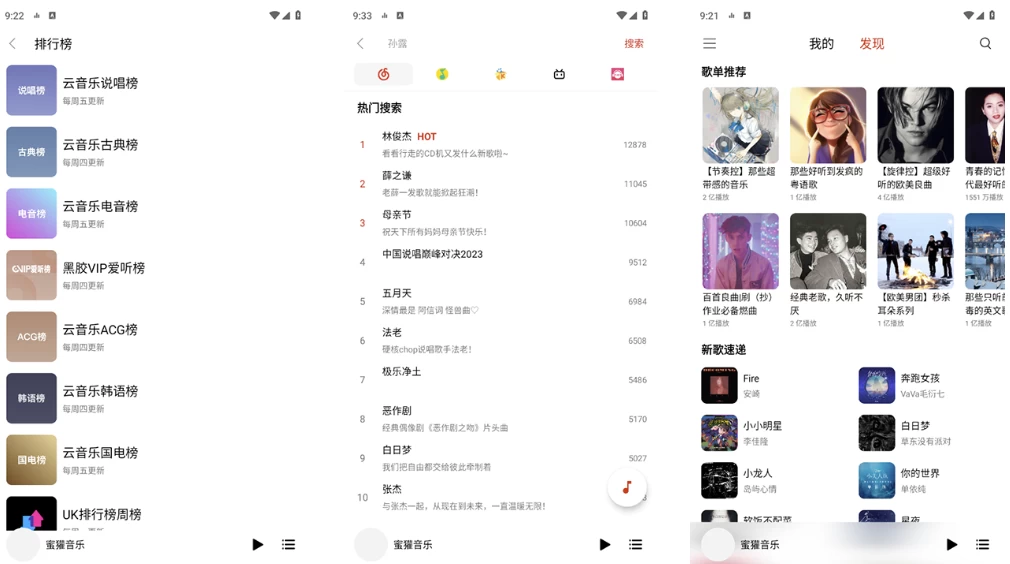 9:22
排行榜
说唱榜
云音乐说唱榜
每周五更新
古典榜
云音乐古典榜
每周四更新
电音榜
云音乐电音榜
每周五更新
VIP爱听榜
黑胶VIP爱听榜
每周四更新
ACG榜
云音乐ACG榜
每周四更新
韩语榜
云音乐韩语榜
每周四更新
国电榜
云音乐国电榜
每周五更新
UK排行榜周榜
蜜獾音乐
9:33
孙露
搜索
热门搜索
1
林俊杰 HOT
看看行走的CD机又发什么新歌啦~
12878
2
薛之谦
老薛一发歌就能掀起狂潮！
11045
3
母亲节
祝天下所有妈妈母亲节快乐！
10604
4
中国说唱巅峰对决2023
9512
5
五月天
深情最是 阿信词 怪兽曲♡
6984
6
法老
硬核chop说唱歌手法老！
6508
7
极乐净土
5486
8
恶作剧
经典偶像剧《恶作剧之吻》片头曲
5170
9
白日梦
我们把自由都交给彼此牵制着
5027
10
张杰
与张杰一起，从现在到未来，一直温暖无限！
蜜獾音乐
9:21
我的
发现
歌单推荐
【节奏控】那些超
带感的音乐
2 亿播放
那些好听到发疯的
粤语歌
1 亿播放
【旋律控】超级好
听的欧美良曲
4 亿播放
青春的记忆
代最好听的
1551 万播放
百首良曲|刷（抄）
作业必备燃曲
1 亿播放
经典老歌，久听不
厌
2 亿播放
【欧美男团】秒杀
耳朵系列
1 亿播放
那些只听前
毒的英文歌
1 亿播放
新歌速递
Fire
安崎
奔跑女孩
VaVa毛衍七
小小明星
李佳隆
白日梦
草东没有派对
小龙人
岛屿心情
你的世界
单依纯
软饭不配菜
星夜
蜜獾音乐